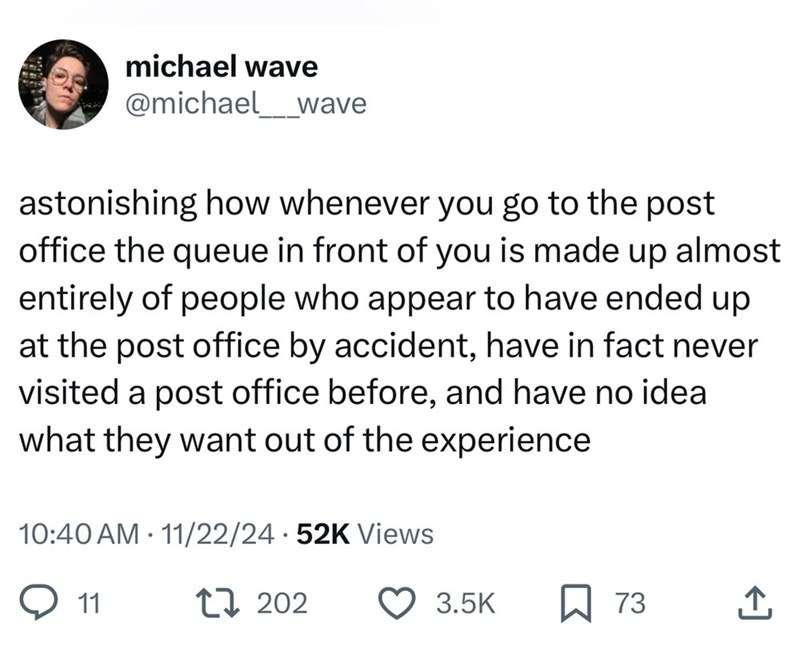 michael wave
@michael___wave
astonishing how whenever you go to the post
office the queue in front of you is made up almost
entirely of people who appear to have ended up
at the post office by accident, have in fact never
visited a post office before, and have no idea
what they want out of the experience
10:40 AM · 11/22/24 · 52K Views
11 202 3.5K 73